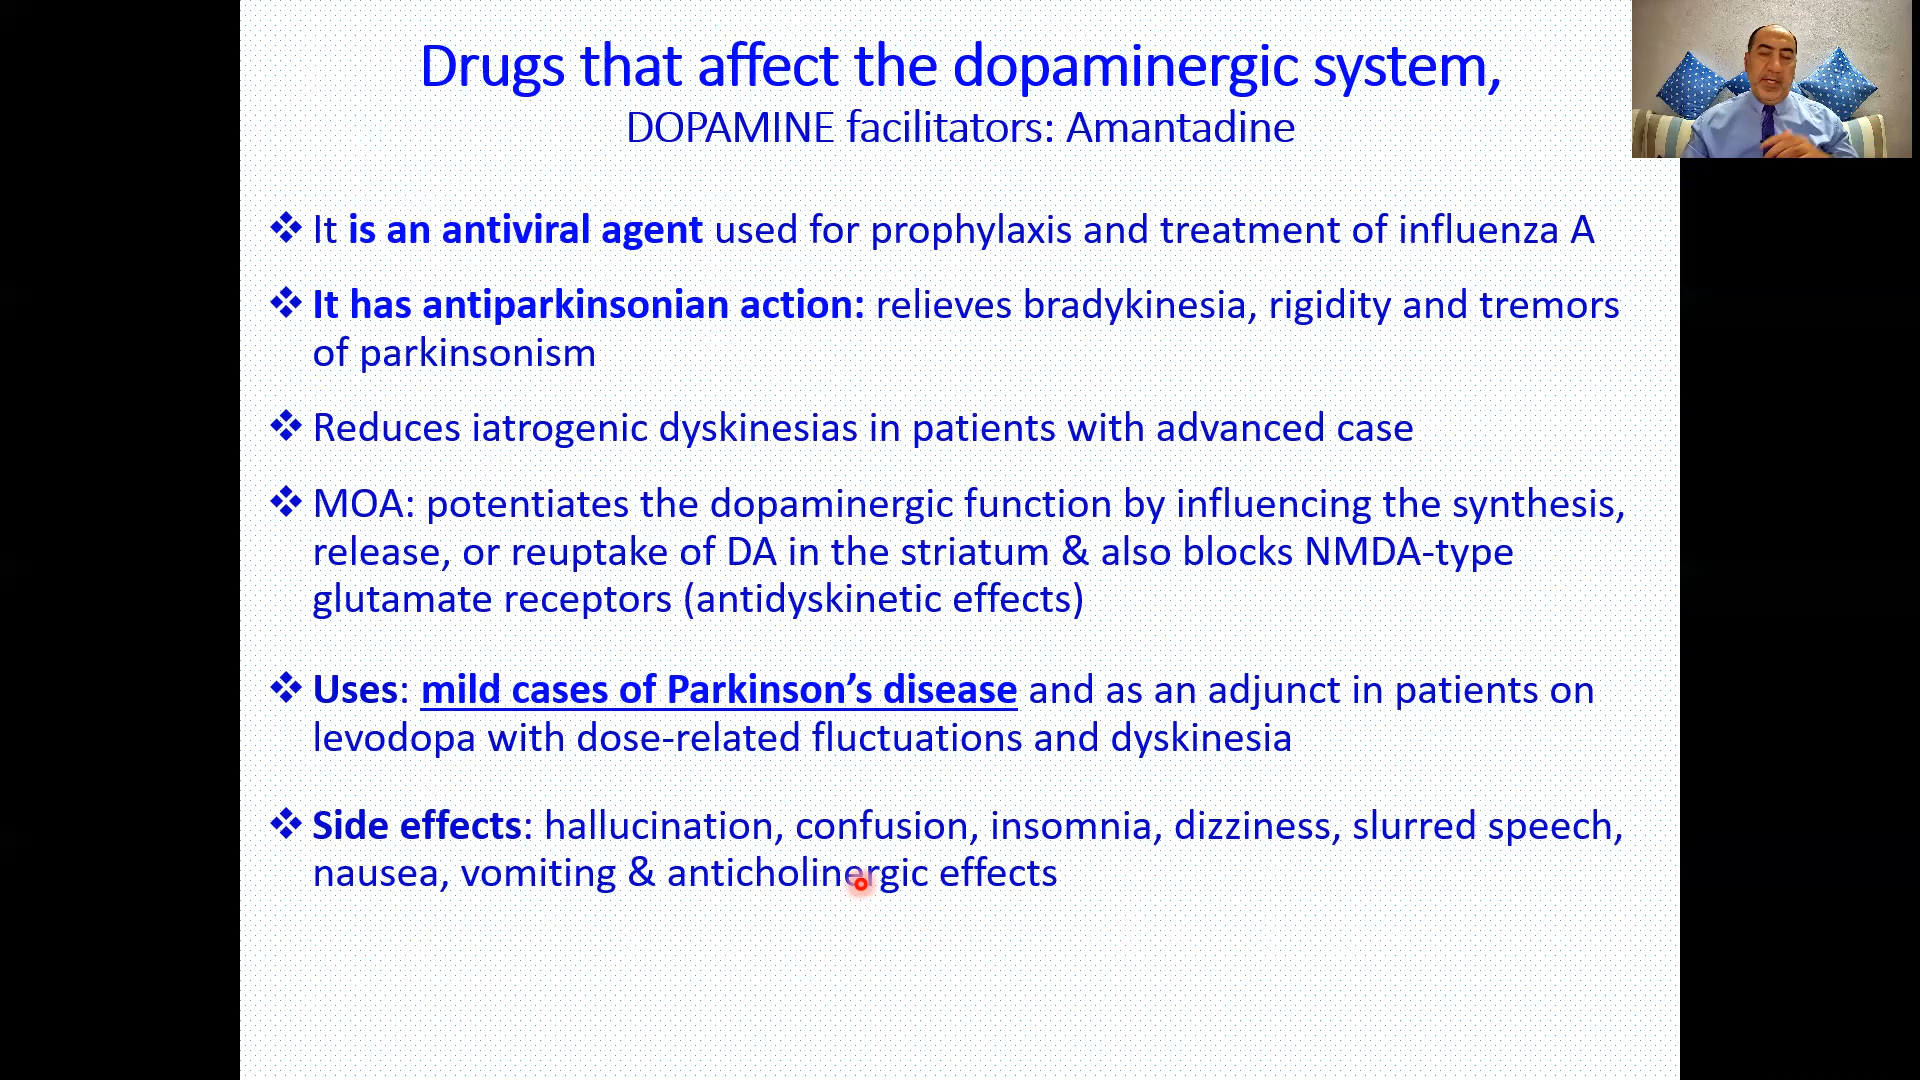 Drugs that affect the dopaminergic system,
DOPAMINE facilitators: Amantadine
❖ It is an antiviral agent used for prophylaxis and treatment of influenza A
❖ It has antiparkinsonian action: relieves bradykinesia, rigidity and tremors
of parkinsonism
❖ Reduces iatrogenic dyskinesias in patients with advanced case
❖ MOA: potentiates the dopaminergic function by influencing the synthesis,
release, or reuptake of DA in the striatum & also blocks NMDA-type
glutamate receptors (antidyskinetic effects)
❖ Uses: mild cases of Parkinson’s disease and as an adjunct in patients on
levodopa with dose-related fluctuations and dyskinesia
❖ Side effects: hallucination, confusion, insomnia, dizziness, slurred speech,
nausea, vomiting & anticholinergic effects